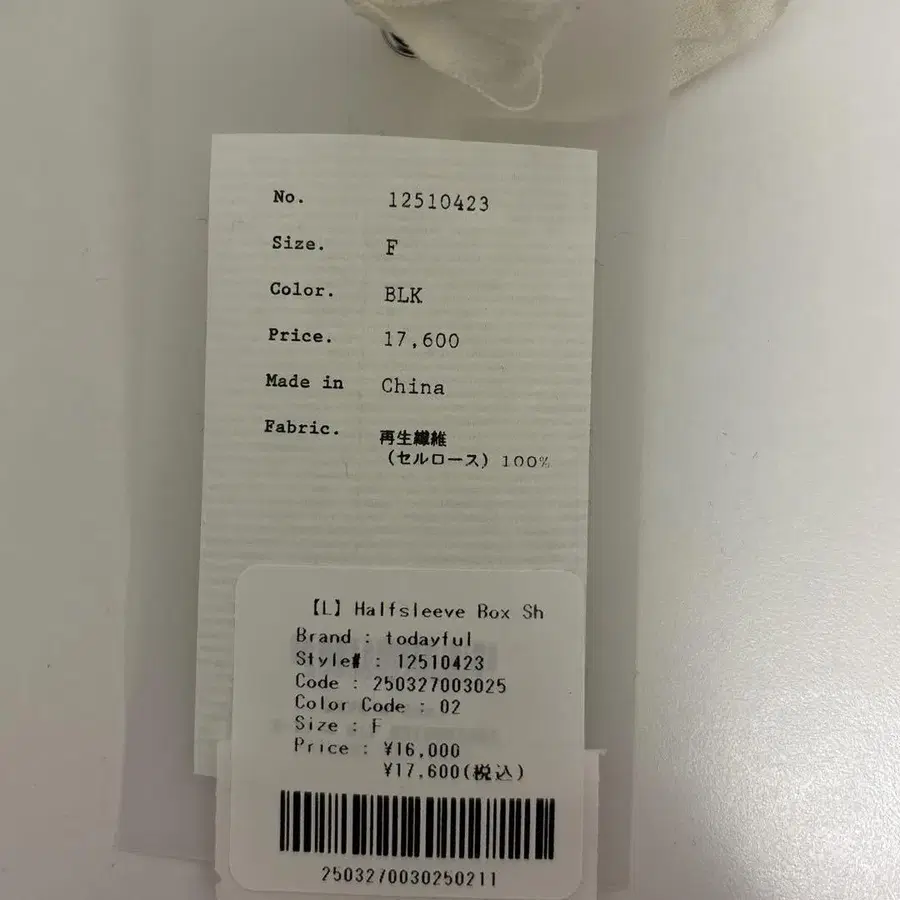 No. 12510423
Size. F
Color. BLK
Price. 17,600
Made in China
Fabric. 再生繊維
(セルロース) 100%
【L】Halfsleeve Box Sh
Brand : todayful
Style# : 12510423
Code : 250327003025
Color Code : 02
Size : F
Price : ¥16,000
¥17,600(税込)
2503270030250211